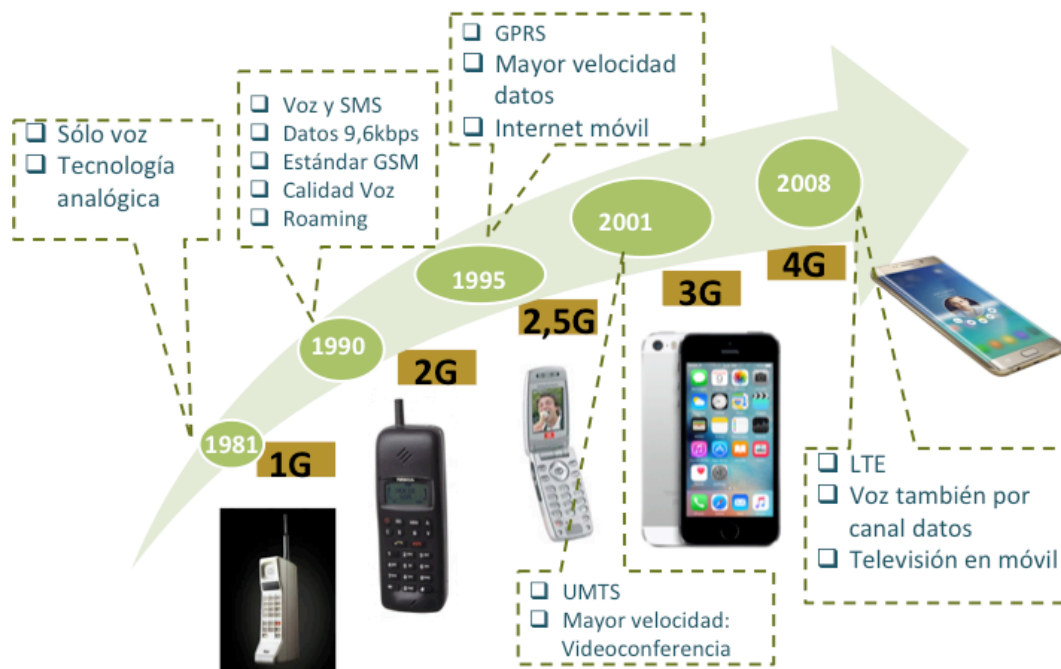 Sólo voz
Tecnología
analógica
Voz y SMS
Datos 9,6kbps
Estándar GSM
Calidad Voz
Roaming
GPRS
Mayor velocidad
datos
Internet móvil
1981
1990
1995
2001
2008
1G
2G
2,5G
3G
4G
UMTS
Mayor velocidad:
Videoconferencia
LTE
Voz también por
canal datos
Televisión en móvil